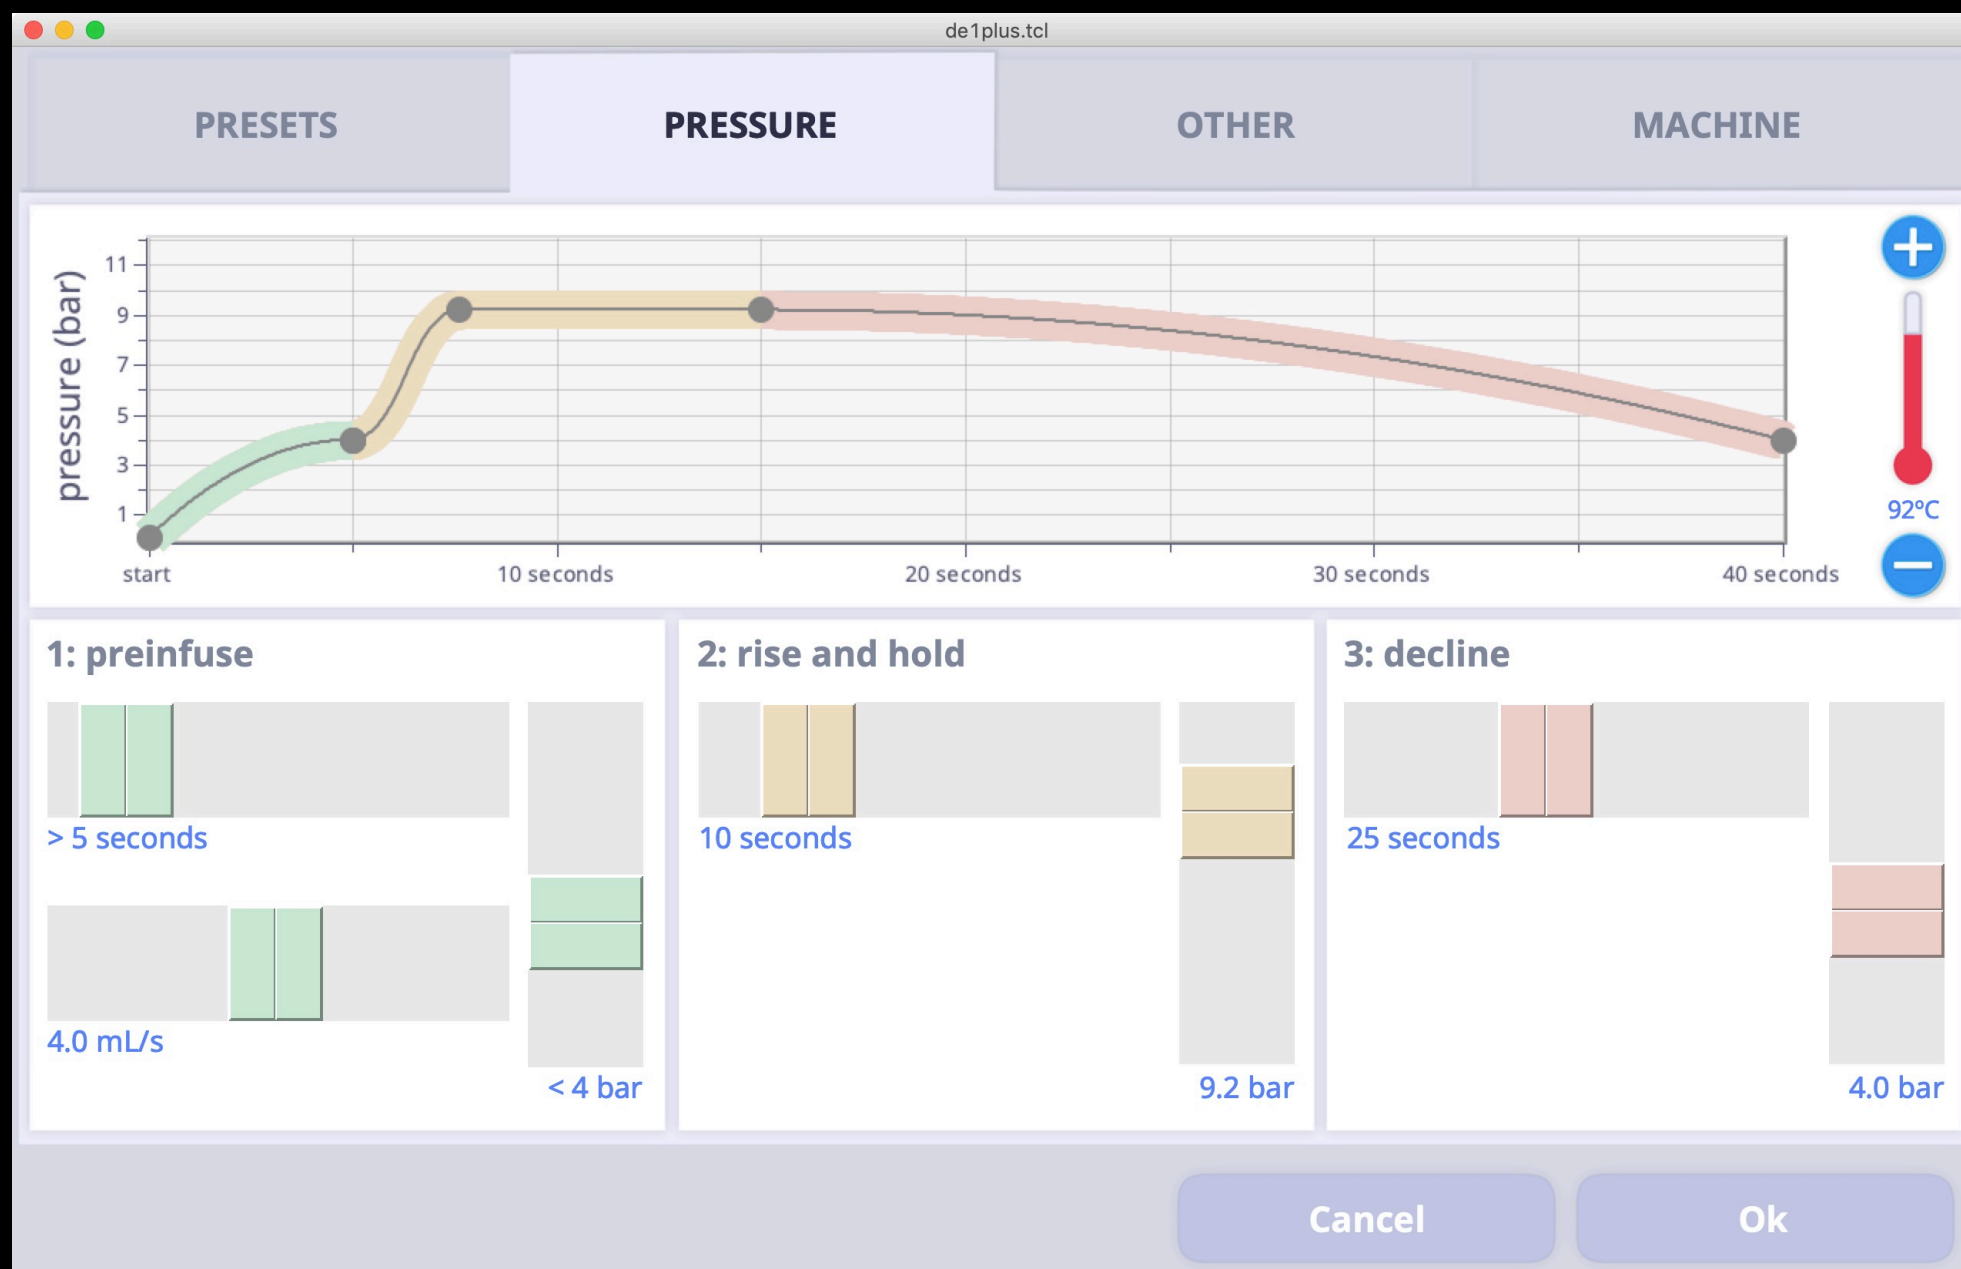 de1plus.tcl
PRESETS
PRESSURE
OTHER
MACHINE
pressure (bar)
11
9
7
5
3
1
start
10 seconds
20 seconds
30 seconds
40 seconds
92ºC
1: preinfuse
> 5 seconds
4.0 mL/s
< 4 bar
2: rise and hold
10 seconds
9.2 bar
3: decline
25 seconds
4.0 bar
Cancel
Ok